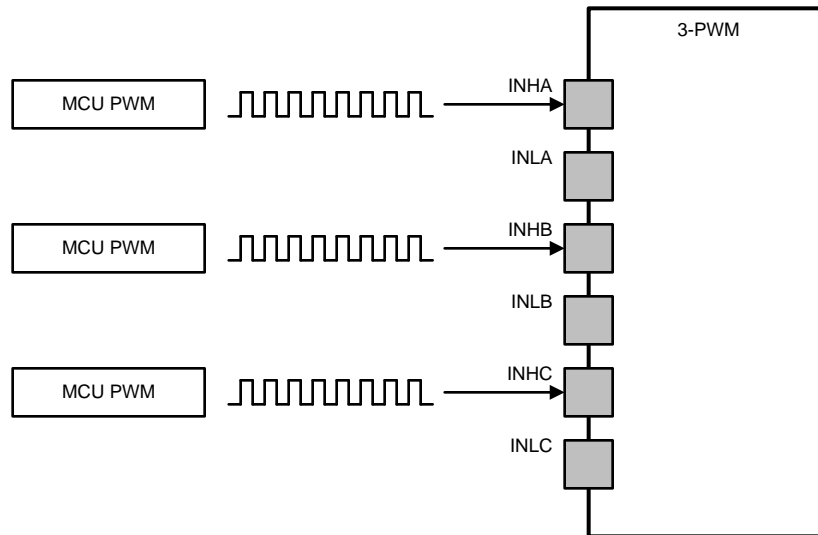 3-PWM
MCU PWM
INHA
INLA
MCU PWM
INHB
INLB
MCU PWM
INHC
INLC